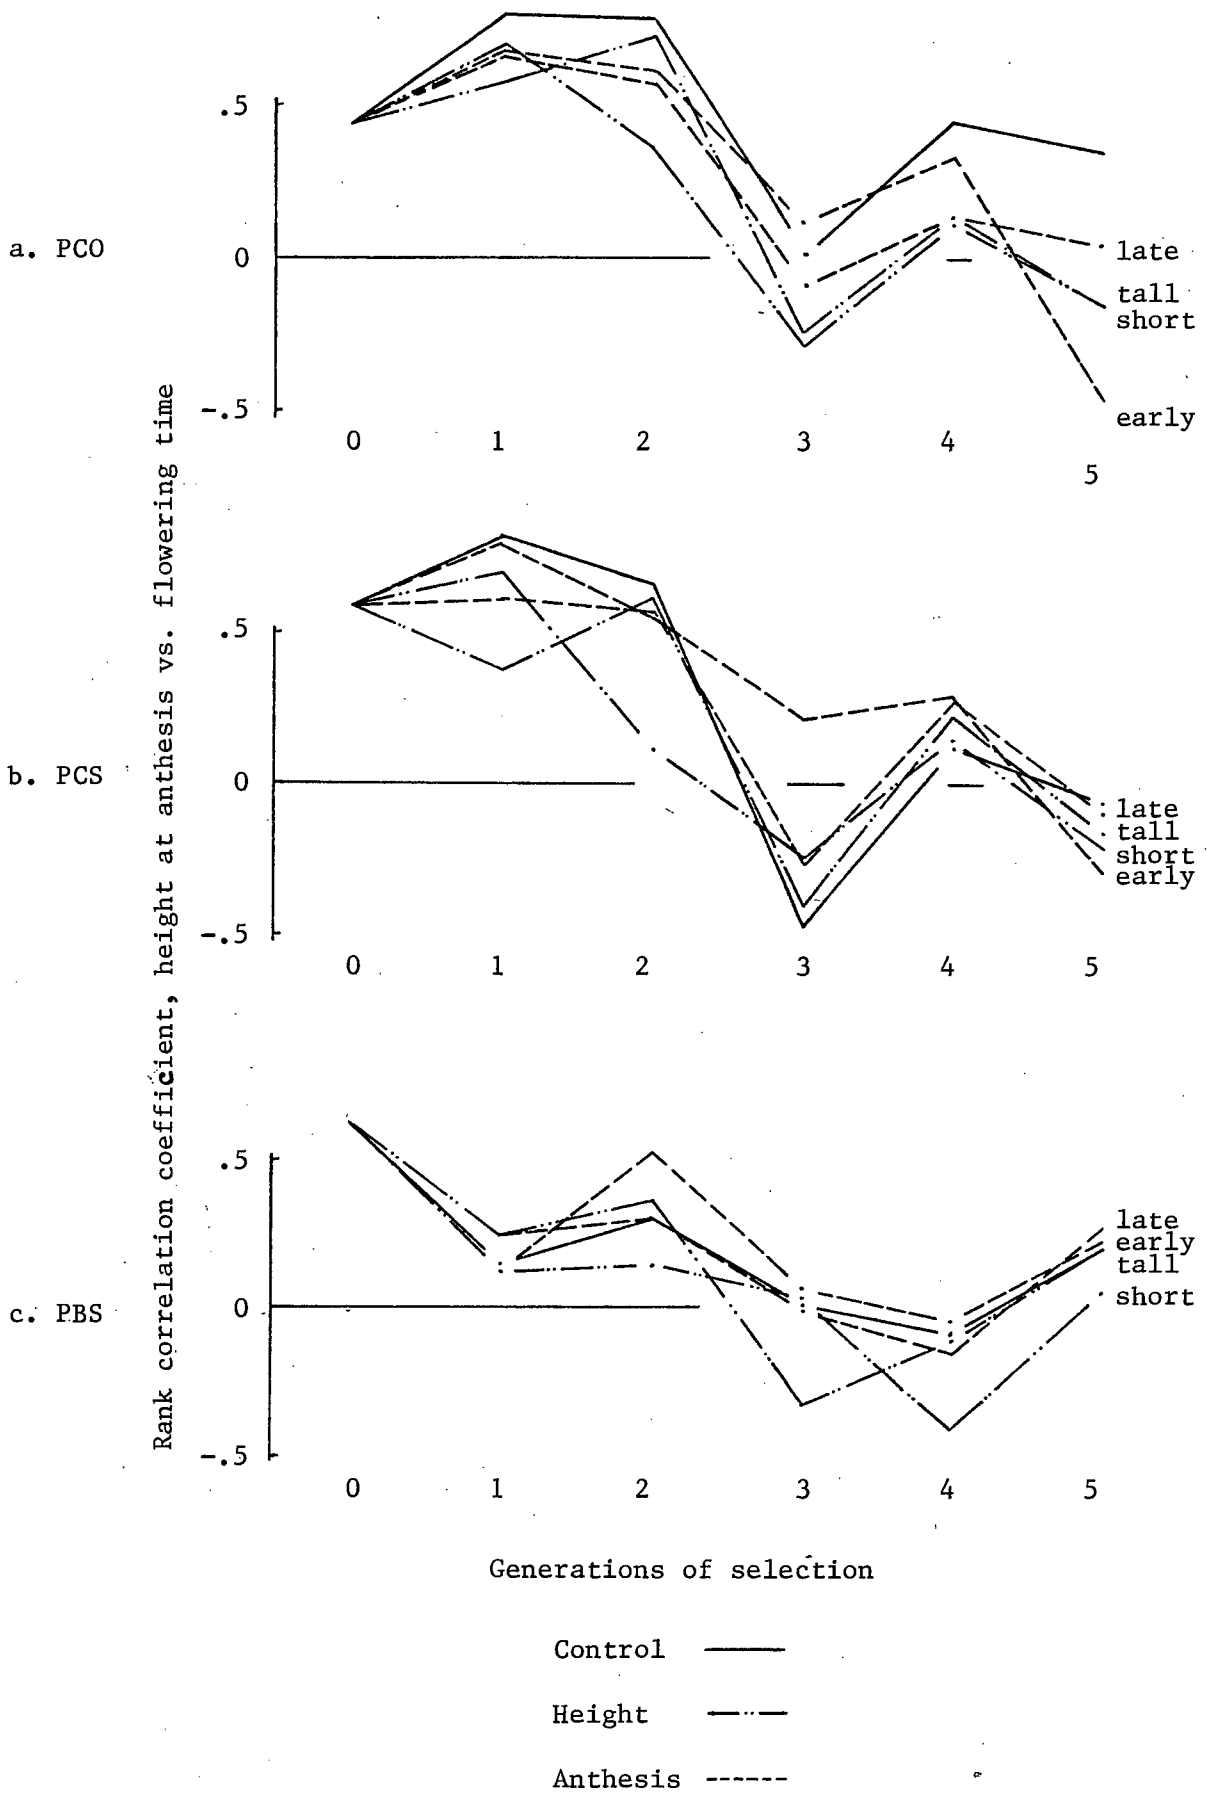 Rank correlation coefficient, height at anthesis vs. flowering time
a. PCO
.5
0
-.5
0 1 2 3 4 5
late
tall
short
early
b. PCS
.5
0
-.5
0 1 2 3 4 5
late
tall
short
early
c. PBS
.5
0
-.5
0 1 2 3 4 5
late
early
tall
short
Generations of selection
Control
Height
Anthesis